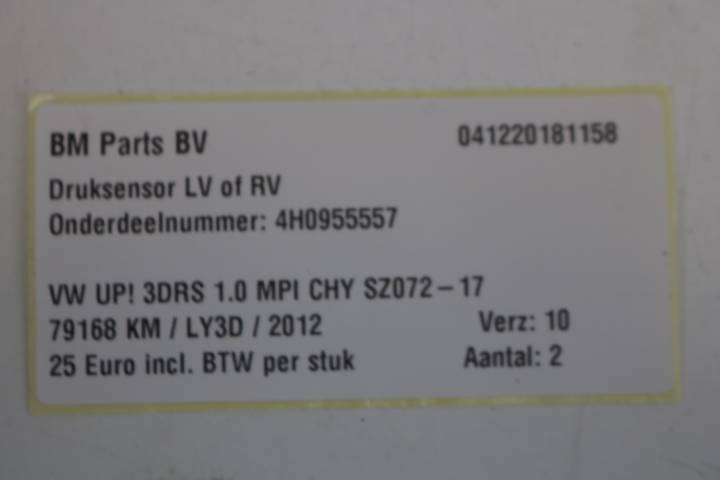 BM Parts BV 041220181158
Druksensor LV of RV
Onderdeelnummer: 4H0955557
VW UP! 3DRS 1.0 MPI CHY SZ072-17
79168 KM / LY3D / 2012 Verz: 10
25 Euro incl. BTW per stuk Aantal: 2